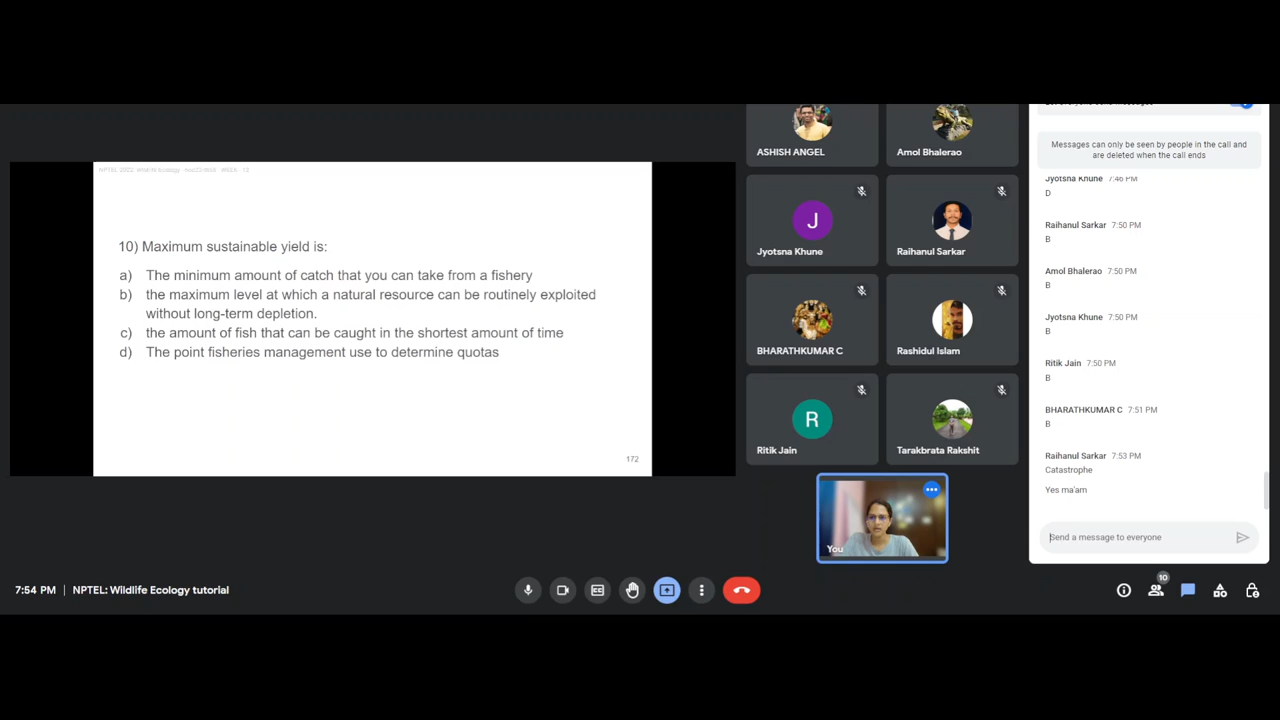 NPTEL 2022: Wildlife Ecology
10) Maximum sustainable yield is:
a) The minimum amount of catch that you can take from a fishery
b) the maximum level at which a natural resource can be routinely exploited
without long-term depletion.
c) the amount of fish that can be caught in the shortest amount of time
d) The point fisheries management use to determine quotas
172
ASHISH ANGEL
Amol Bhalerao
J
Jyotsna Khune
Raihanul Sarkar
BHARATHKUMAR C
Rashidul Islam
R
Ritik Jain
Tarakbrata Rakshit
You
Messages can only be seen by people in the call and
are deleted when the call ends
Jyotsna Khune 7:46 PM
D
Raihanul Sarkar 7:50 PM
B
Amol Bhalerao 7:50 PM
B
Jyotsna Khune 7:50 PM
B
Ritik Jain 7:50 PM
B
BHARATHKUMAR C 7:51 PM
B
Raihanul Sarkar 7:53 PM
Catastrophe
Yes ma'am
Send a message to everyone
7:54 PM | NPTEL: Wildlife Ecology tutorial
10